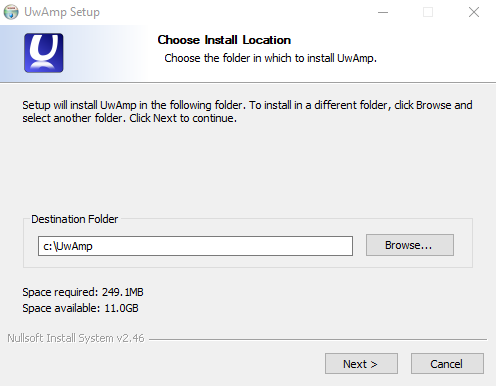 UwAmp Setup
Choose Install Location
Choose the folder in which to install UwAmp.
Setup will install UwAmp in the following folder. To install in a different folder, click Browse and
select another folder. Click Next to continue.
Destination Folder
c:\UwAmp
Browse...
Space required: 249.1MB
Space available: 11.0GB
Nullsoft Install System v2.46
Next >
Cancel